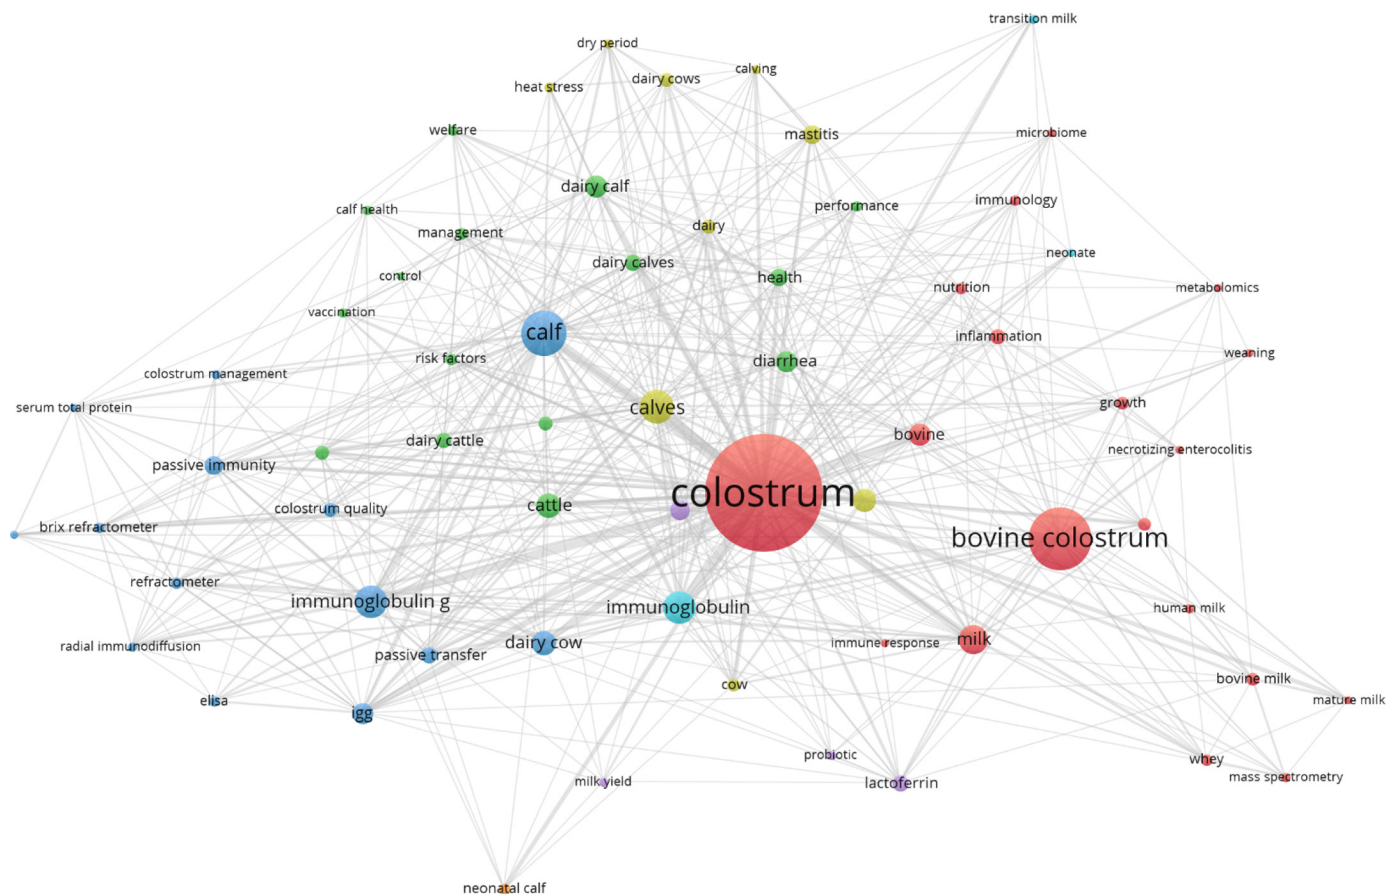 transition milk
dry period
calving
dairy cows
heat stress
welfare
mastitis
microbiome
dairy calf
immunology
calf health
performance
dairy
management
neonate
dairy calves
control
health
nutrition
metabolomics
vaccination
calf
inflammation
weaning
risk factors
diarrhea
colostrum management
growth
serum total protein
calves
bovine
dairy cattle
necrotizing enterocolitis
passive immunity
colostrum
colostrum quality
cattle
brix refractometer
bovine colostrum
refractometer
immunoglobulin g
immunoglobulin
human milk
milk
dairy cow
immune response
radial immunodiffusion
passive transfer
bovine milk
cow
elisa
mature milk
igg
probiotic
whey
mass spectrometry
milk yield
lactoferrin
neonatal calf